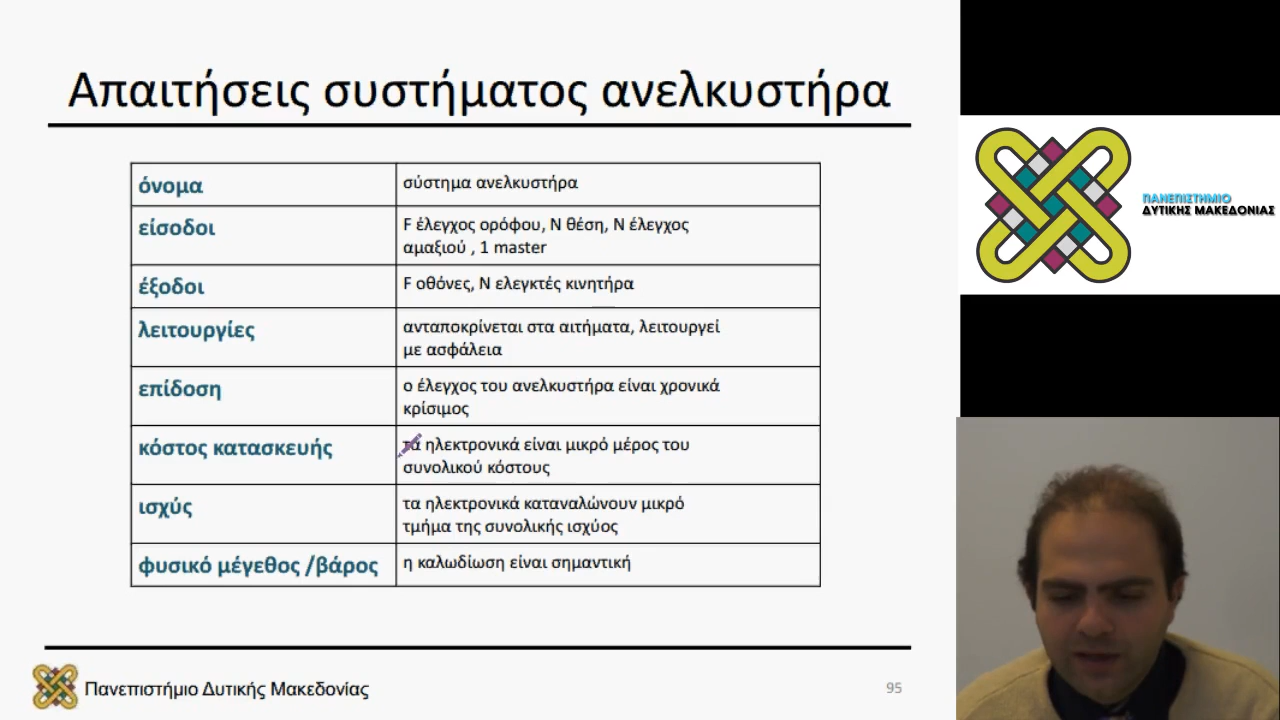 Απαιτήσεις συστήματος ανελκυστήρα
όνομα
σύστημα ανελκυστήρα
είσοδοι
F έλεγχος ορόφου, N θέση, N έλεγχος
αμαξιού , 1 master
έξοδοι
F οθόνες, N ελεγκτές κινητήρα
λειτουργίες
ανταποκρίνεται στα αιτήματα, λειτουργεί
με ασφάλεια
επίδοση
ο έλεγχος του ανελκυστήρα είναι χρονικά
κρίσιμος
κόστος κατασκευής
τα ηλεκτρονικά είναι μικρό μέρος του
συνολικού κόστους
ισχύς
τα ηλεκτρονικά καταναλώνουν μικρό
τμήμα της συνολικής ισχύος
φυσικό μέγεθος /βάρος
η καλωδίωση είναι σημαντική
Πανεπιστήμιο Δυτικής Μακεδονίας
95
ΠΑΝΕΠΙΣΤΗΜΙΟ
ΔΥΤΙΚΗΣ ΜΑΚΕΔΟΝΙΑΣ